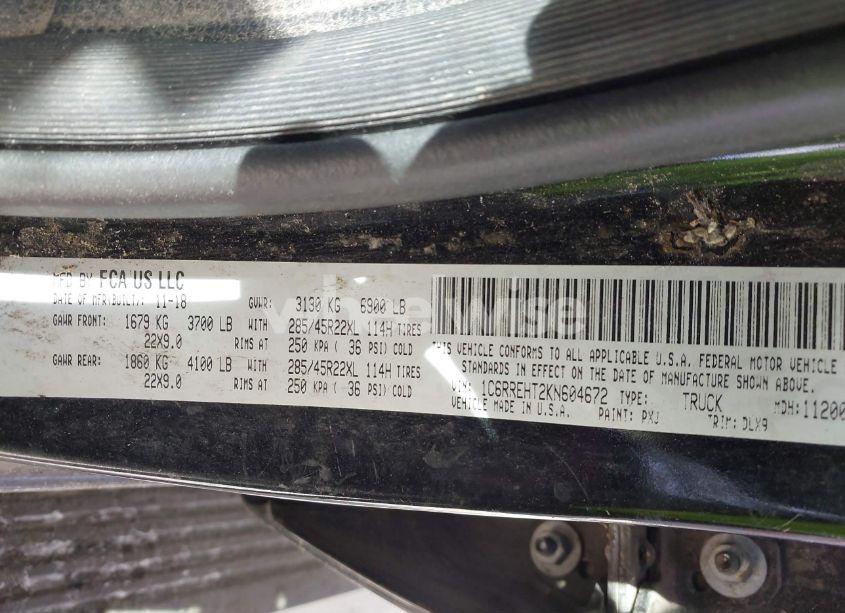 MFD BY FCA US LLC
DATE OF MFR(BUILT): 11-18 GVWR: 3130 KG 6900 LB
GAWR FRONT: 1679 KG 3700 LB WITH 285/45R22XL 114H TIRES
22X9.0 RIMS AT 250 KPA ( 36 PSI) COLD
GAWR REAR: 1860 KG 4100 LB WITH 285/45R22XL 114H TIRES
22X9.0 RIMS AT 250 KPA ( 36 PSI) COLD
THIS VEHICLE CONFORMS TO ALL APPLICABLE U.S.A. FEDERAL MOTOR VEHICLE
STANDARDS IN EFFECT ON THE DATE OF MANUFACTURE SHOWN ABOVE.
VIN: 1C6RREHT2KN604672 TYPE: TRUCK MDH:11200
VEHICLE MADE IN U.S.A. PAINT: PXJ TRIM: DLX9